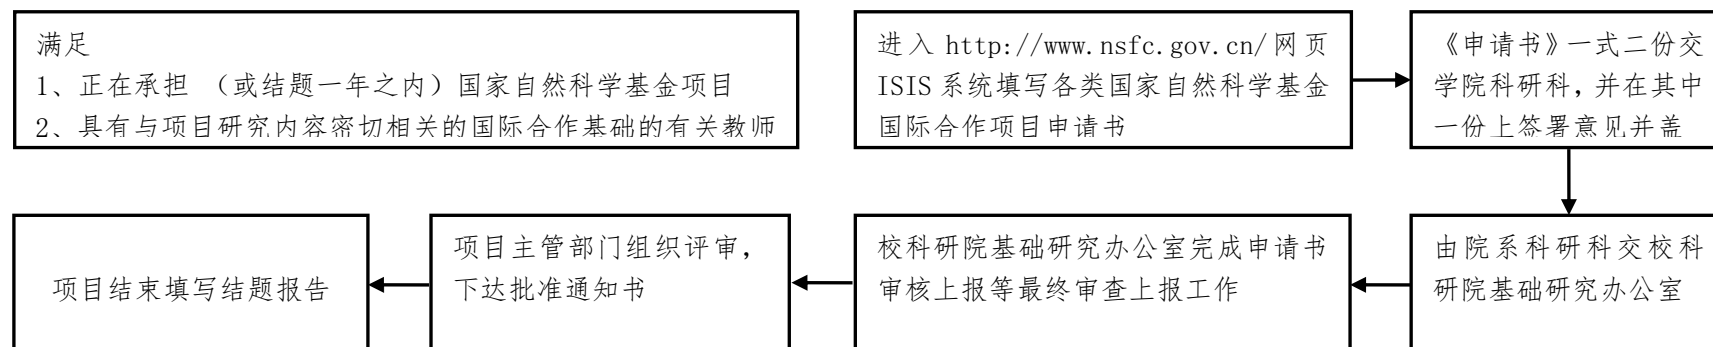 满足
1、正在承担 （或结题一年之内）国家自然科学基金项目
2、具有与项目研究内容密切相关的国际合作基础的有关教师
进入 http://www.nsfc.gov.cn/网页
ISIS 系统填写各类国家自然科学基金
国际合作项目申请书
《申请书》一式二份交
学院科研科，并在其中
一份上签署意见并盖
由院系科研科交校科
研院基础研究办公室
校科研院基础研究办公室完成申请书
审核上报等最终审查上报工作
项目主管部门组织评审，
下达批准通知书
项目结束填写结题报告